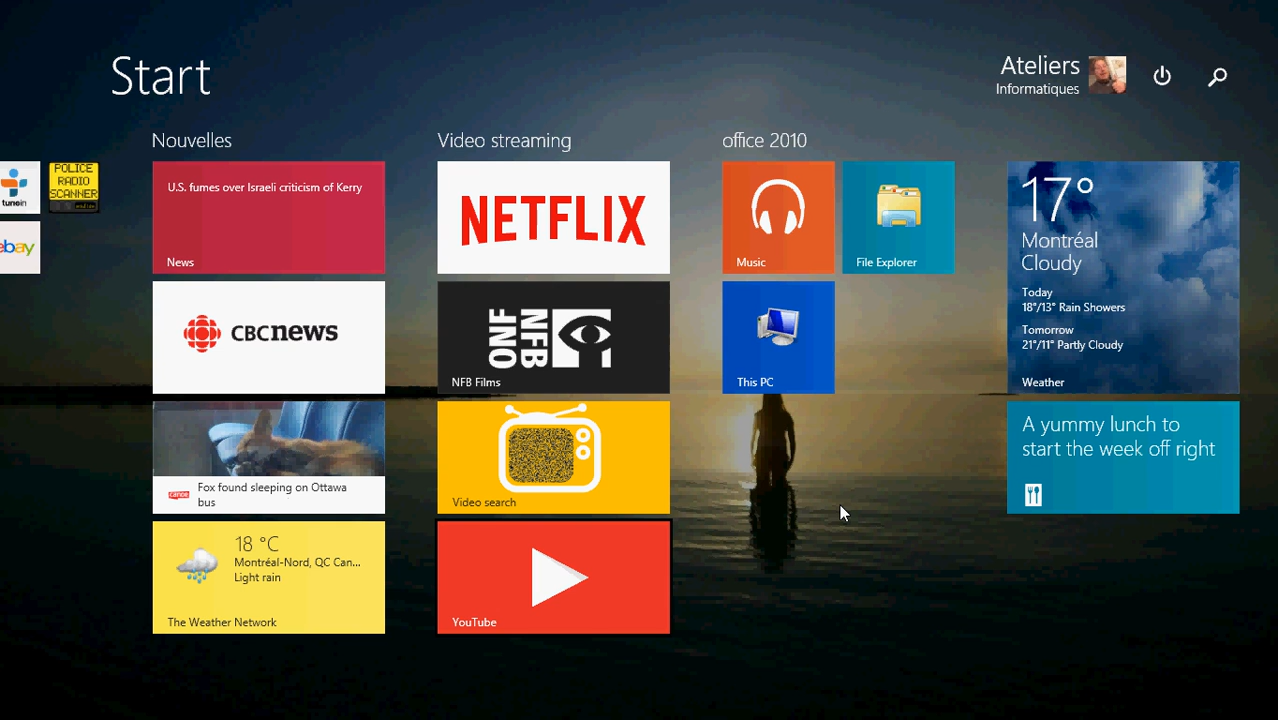 Start
Ateliers
Informatiques
tunein
POLICE
RADIO
SCANNER
ebay
Nouvelles
U.S. fumes over Israeli criticism of Kerry
News
CBCnews
canoe
Fox found sleeping on Ottawa
bus
18 °C
Montréal-Nord, QC Can...
Light rain
The Weather Network
Video streaming
NETFLIX
ONF
NFB
NFB Films
Video search
YouTube
office 2010
Music
File Explorer
This PC
17°
Montréal
Cloudy
Today
18°/13° Rain Showers
Tomorrow
21°/11° Partly Cloudy
Weather
A yummy lunch to
start the week off right